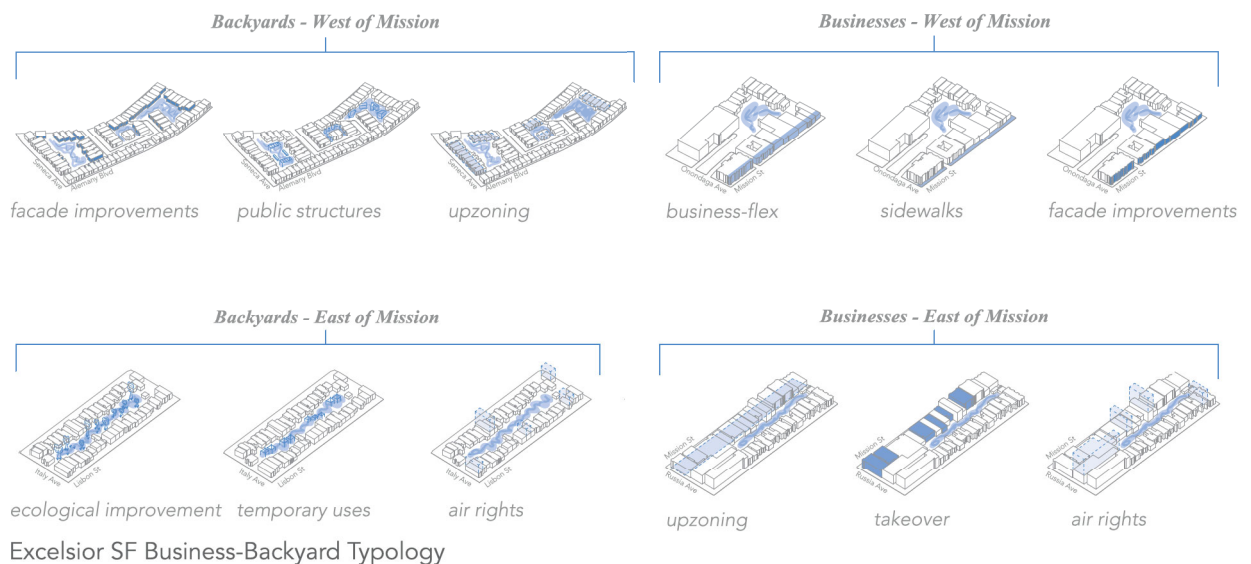 Backyards - West of Mission
Businesses - West of Mission
Seneca Ave
Alemany Blvd
Seneca Ave
Alemany Blvd
Seneca Ave
Alemany Blvd
Onondaga Ave
Mission St
Onondaga Ave
Mission St
Onondaga Ave
Mission St
facade improvements
public structures
upzoning
business-flex
sidewalks
facade improvements
Backyards - East of Mission
Businesses - East of Mission
Italy Ave
Lisbon St
Italy Ave
Lisbon St
Italy Ave
Lisbon St
Mission St
Russia Ave
Mission St
Russia Ave
Mission St
Russia Ave
ecological improvement
temporary uses
air rights
upzoning
takeover
air rights
Excelsior SF Business-Backyard Typology